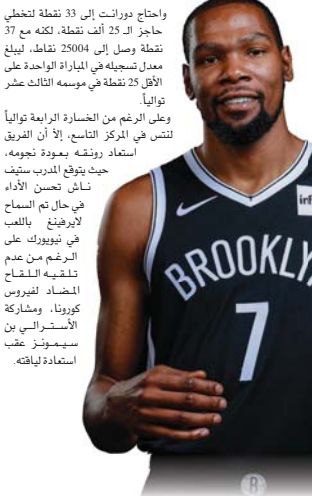 واحتاج دورانت إلى 33 نقطة لتخطي
حاجز الـ 25 ألف نقطة، لكنه مع 37
نقطة وصل إلى 25004 نقاط، ليبلغ
معدل تسجيله في المباراة الواحدة على
الأقل 25 نقطة في موسمه الثالث عشر
توالياً.
وعلى الرغم من الخسارة الرابعة توالياً
لنتس في المركز التاسع، إلا أن الفريق
استعاد رونقه بعودة نجومه،
حيث يتوقع المدرب ستيف
ناش تحسن الأداء
في حال تم السماح
لايرفينغ باللعب
في نيويورك على
الرغم من عدم
تلقيه اللقاح
المضاد لفيروس
كورونا، ومشاركة
الأسترالي بن
سيمونز عقب
استعادة لياقته.
BROOKLY
7
B